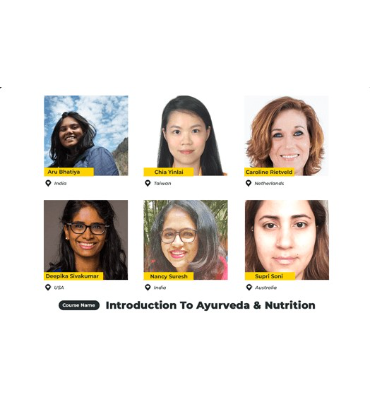 Aru Bhatiya
Chia Yinlai
Caroline Rietveld
India
Taiwan
Netherlands
Deepika Sivakumar
Nancy Suresh
Supri Soni
USA
India
Australia
Course Name
Introduction To Ayurveda & Nutrition